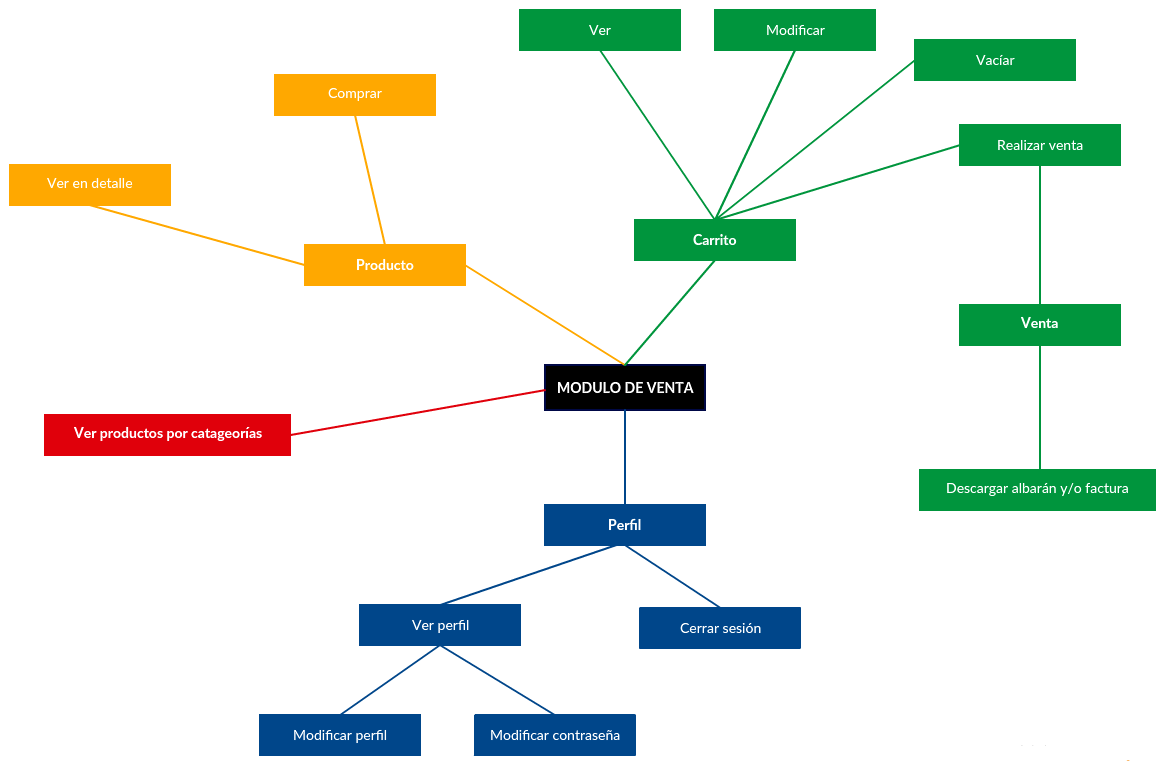 Ver
Modificar
Vacíar
Comprar
Realizar venta
Ver en detalle
Carrito
Producto
Venta
MODULO DE VENTA
Ver productos por catageorías
Descargar albarán y/o factura
Perfil
Ver perfil
Cerrar sesión
Modificar perfil
Modificar contraseña